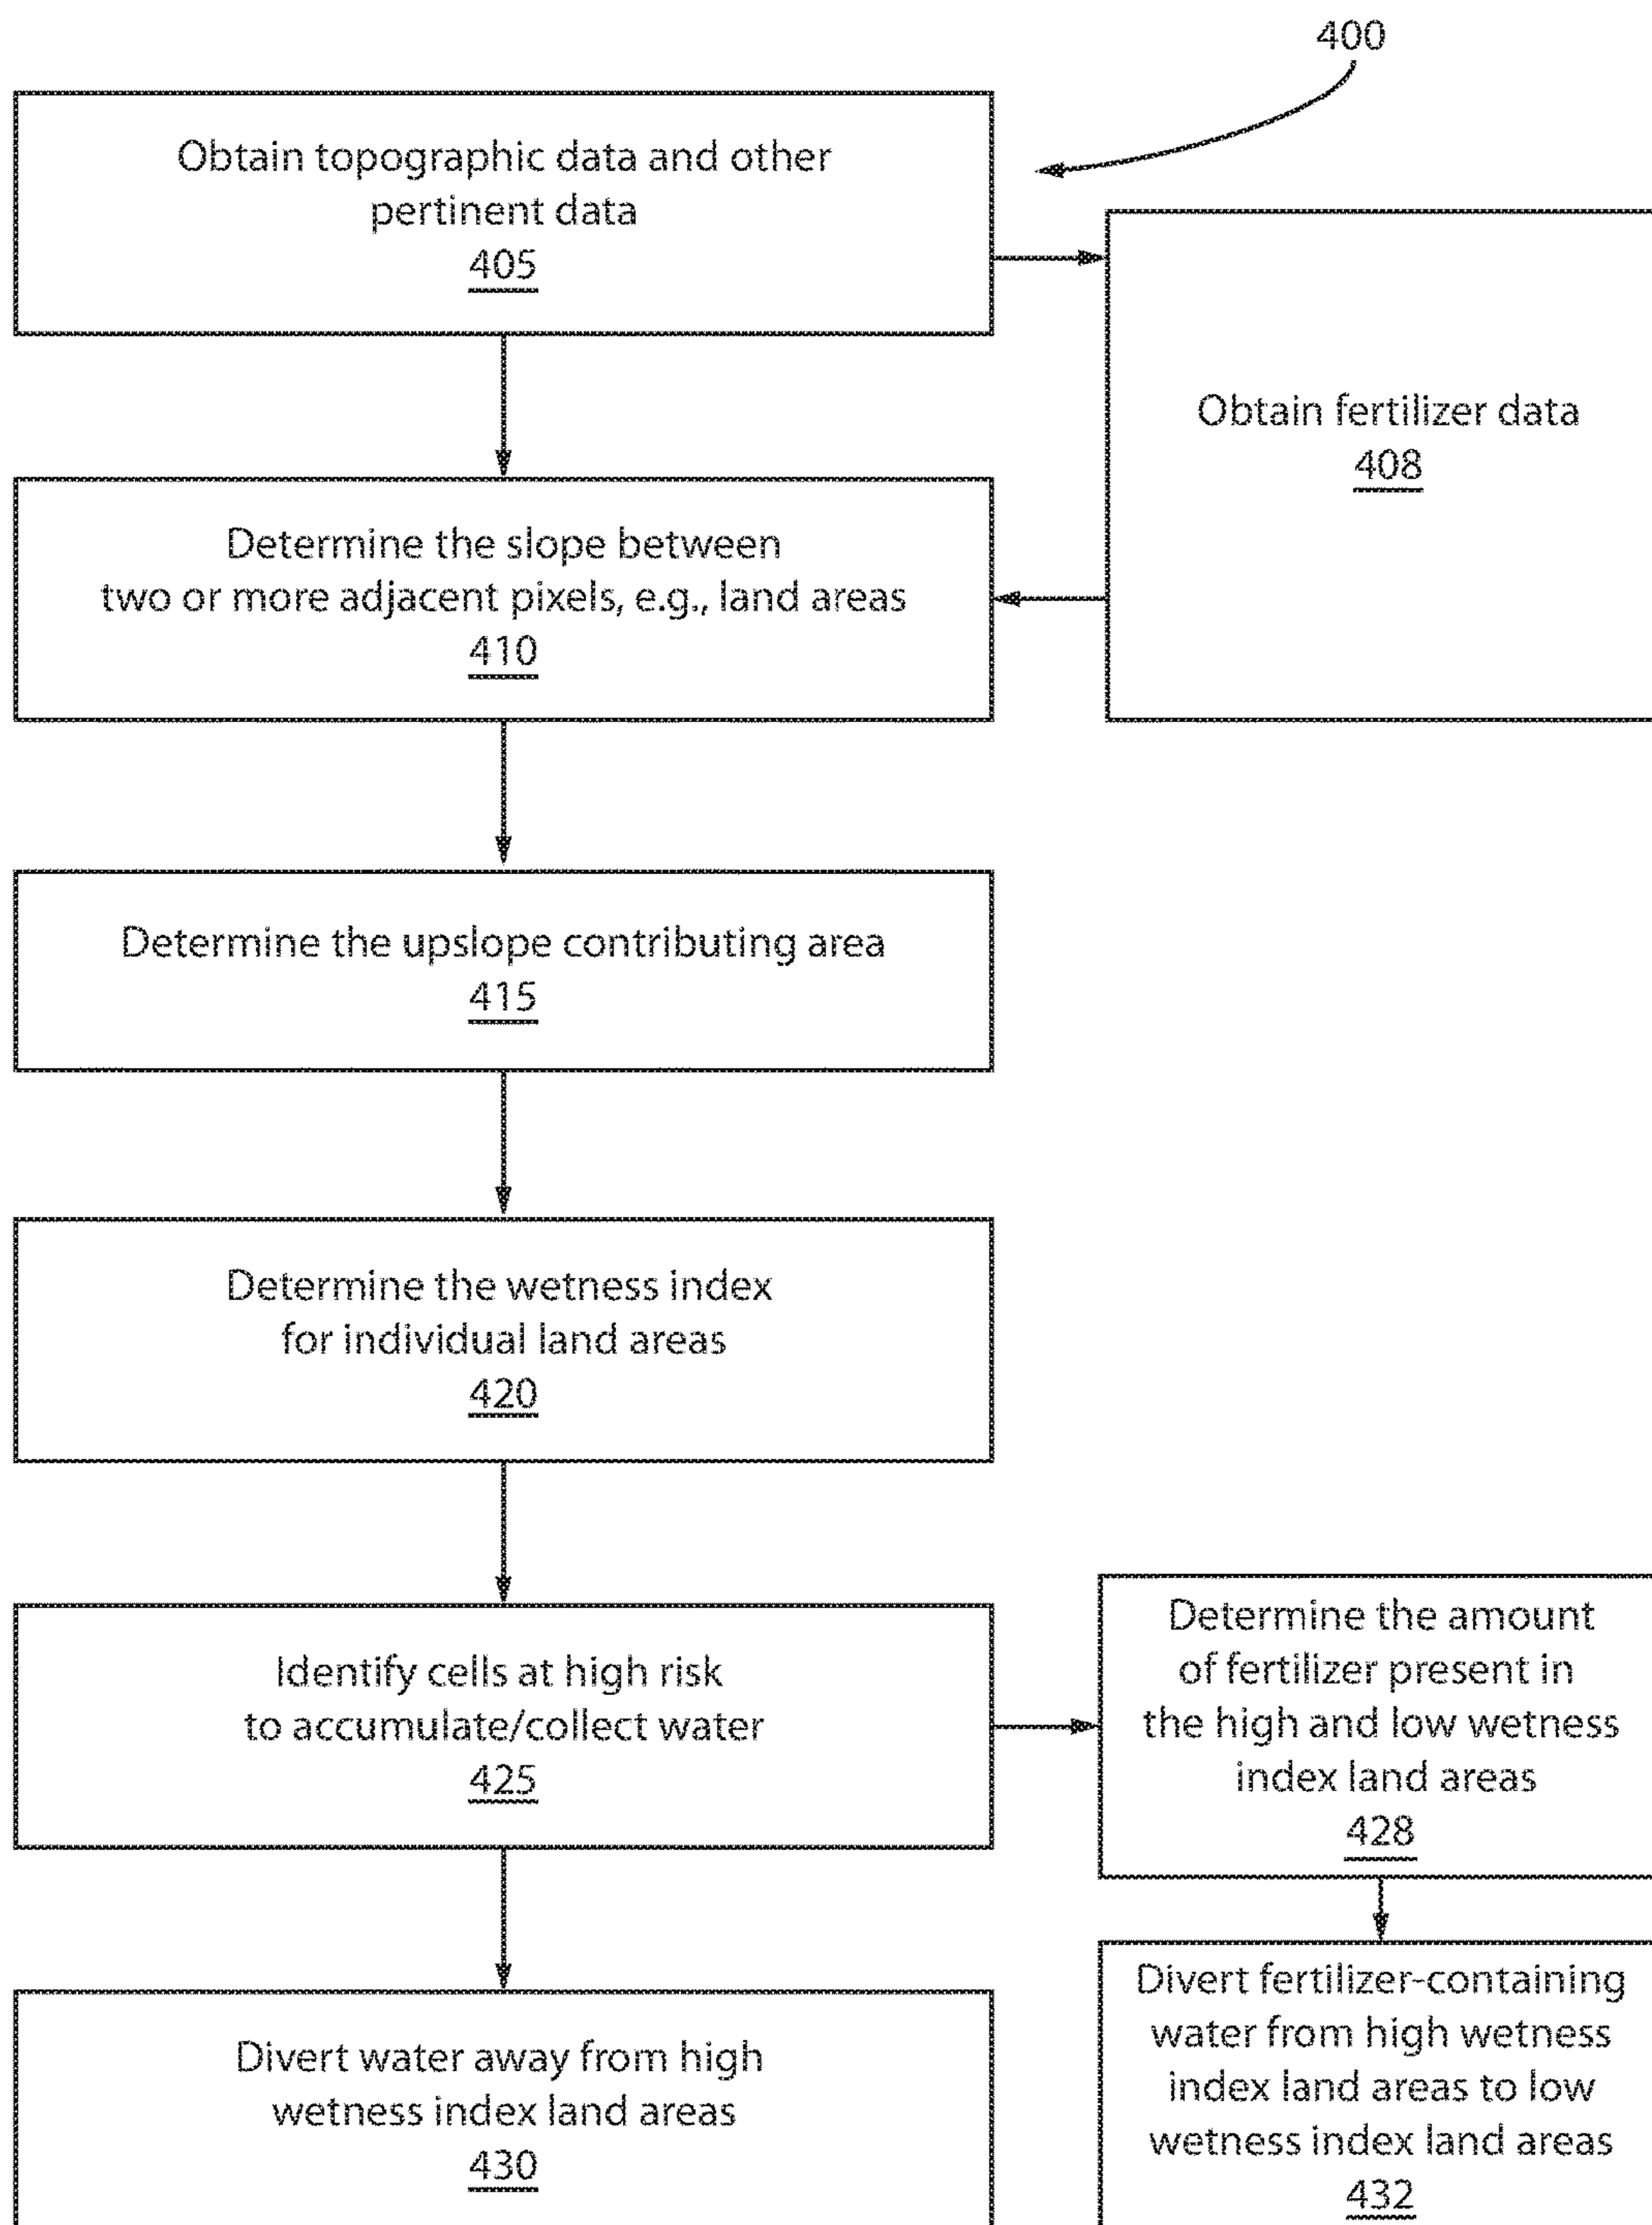 400
Obtain topographic data and other
pertinent data
405
Obtain fertilizer data
408
Determine the slope between
two or more adjacent pixels, e.g., land areas
410
Determine the upslope contributing area
415
Determine the wetness index
for individual land areas
420
Identify cells at high risk
to accumulate/collect water
425
Determine the amount
of fertilizer present in
the high and low wetness
index land areas
428
Divert water away from high
wetness index land areas
430
Divert fertilizer-containing
water from high wetness
index land areas to low
wetness index land areas
432